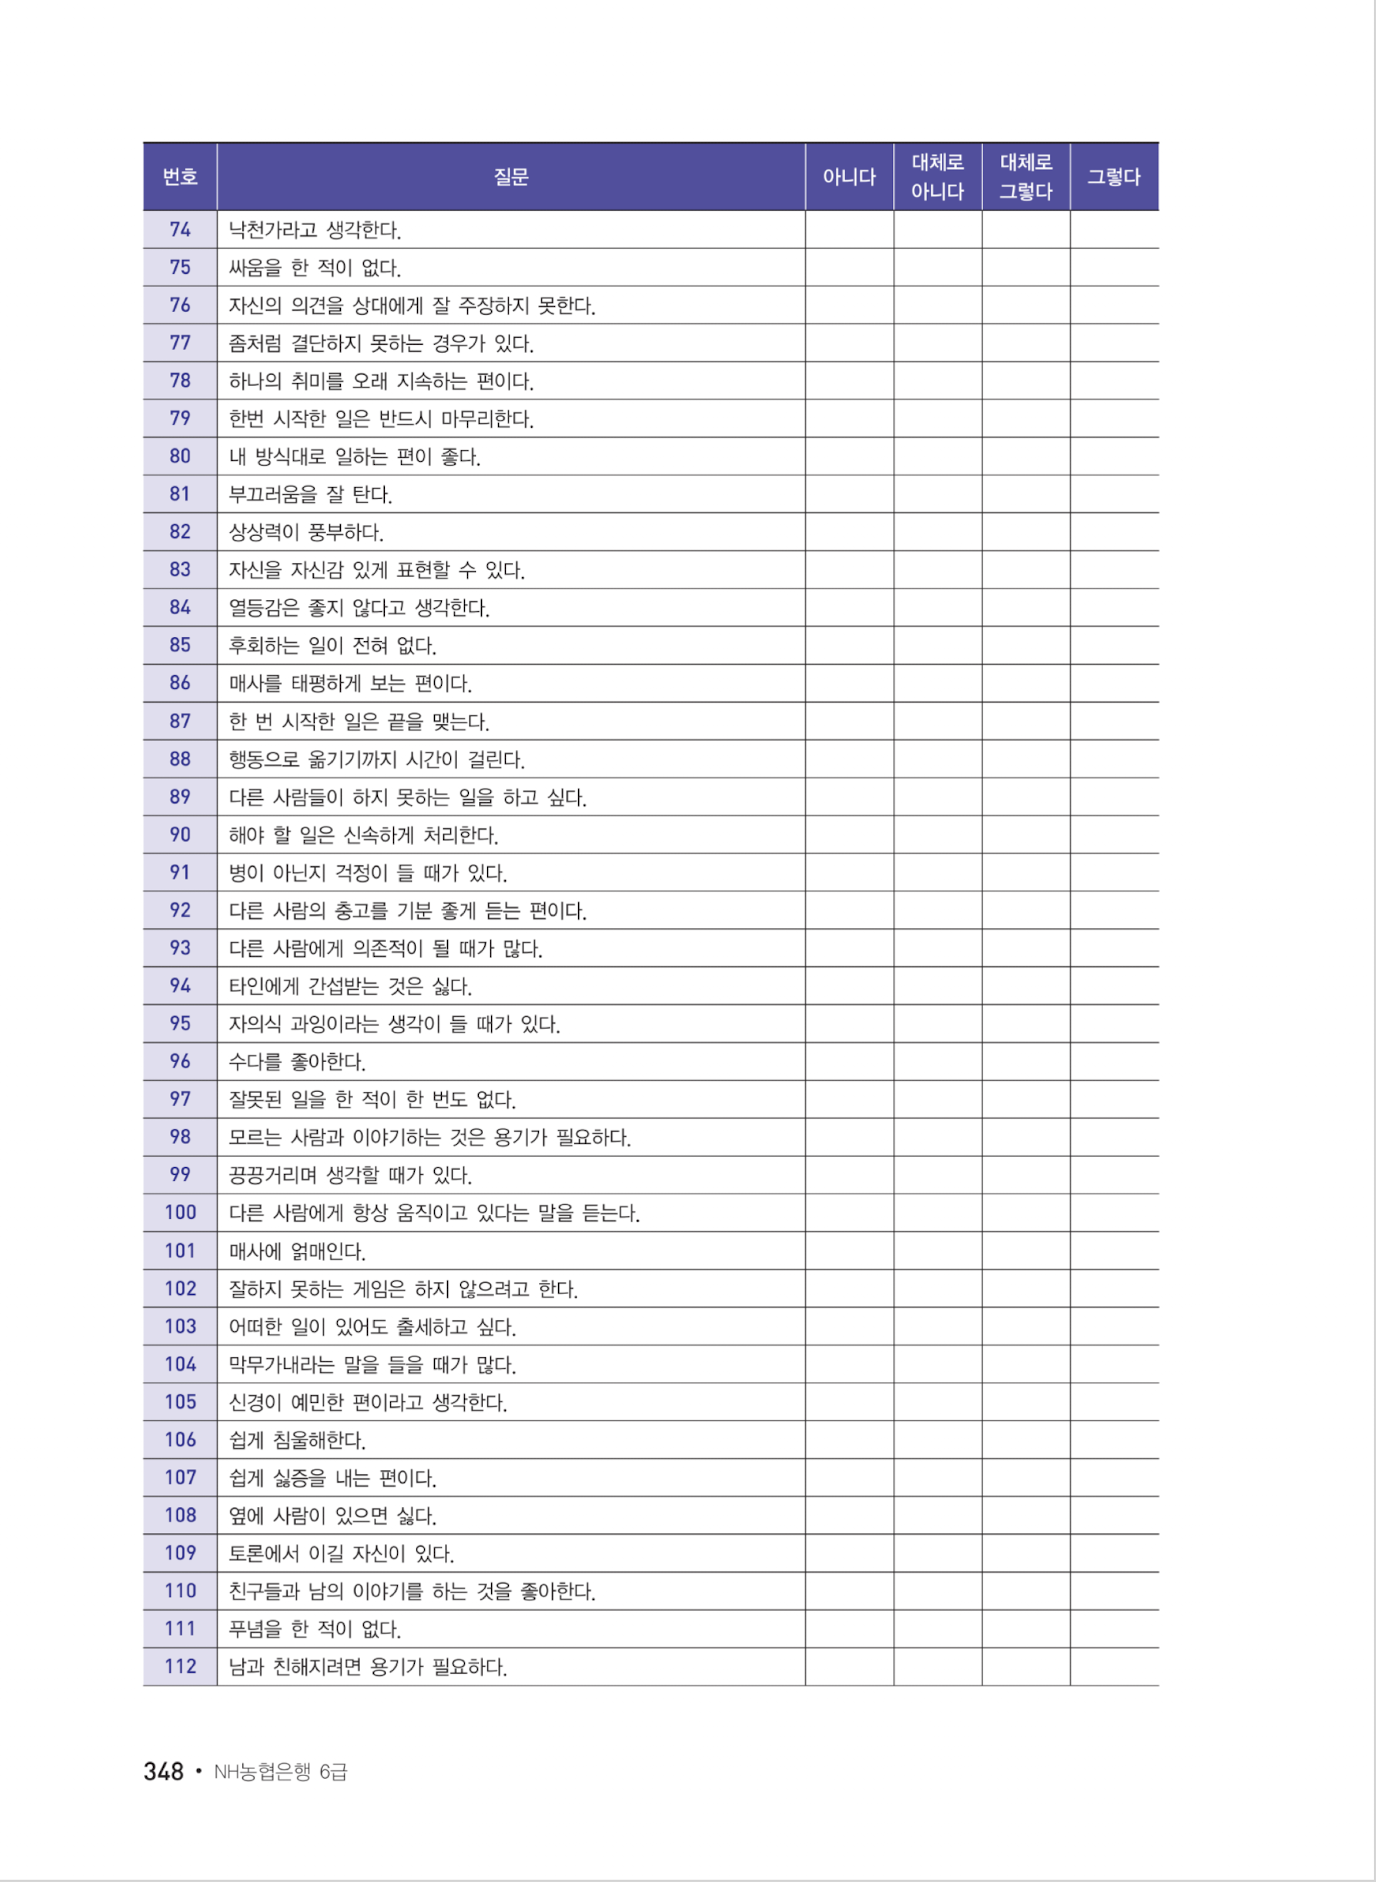 번호 질문 아니다 대체로 아니다 대체로 그렇다 그렇다
74 낙천가라고 생각한다.
75 싸움을 한 적이 없다.
76 자신의 의견을 상대에게 잘 주장하지 못한다.
77 좀처럼 결단하지 못하는 경우가 있다.
78 하나의 취미를 오래 지속하는 편이다.
79 한번 시작한 일은 반드시 마무리한다.
80 내 방식대로 일하는 편이 좋다.
81 부끄러움을 잘 탄다.
82 상상력이 풍부하다.
83 자신을 자신감 있게 표현할 수 있다.
84 열등감은 좋지 않다고 생각한다.
85 후회하는 일이 전혀 없다.
86 매사를 태평하게 보는 편이다.
87 한 번 시작한 일은 끝을 맺는다.
88 행동으로 옮기기까지 시간이 걸린다.
89 다른 사람들이 하지 못하는 일을 하고 싶다.
90 해야 할 일은 신속하게 처리한다.
91 병이 아닌지 걱정이 들 때가 있다.
92 다른 사람의 충고를 기분 좋게 듣는 편이다.
93 다른 사람에게 의존적이 될 때가 많다.
94 타인에게 간섭받는 것은 싫다.
95 자의식 과잉이라는 생각이 들 때가 있다.
96 수다를 좋아한다.
97 잘못된 일을 한 적이 한 번도 없다.
98 모르는 사람과 이야기하는 것은 용기가 필요하다.
99 끙끙거리며 생각할 때가 있다.
100 다른 사람에게 항상 움직이고 있다는 말을 듣는다.
101 매사에 얽매인다.
102 잘하지 못하는 게임은 하지 않으려고 한다.
103 어떠한 일이 있어도 출세하고 싶다.
104 막무가내라는 말을 들을 때가 많다.
105 신경이 예민한 편이라고 생각한다.
106 쉽게 침울해한다.
107 쉽게 싫증을 내는 편이다.
108 옆에 사람이 있으면 싫다.
109 토론에서 이길 자신이 있다.
110 친구들과 남의 이야기를 하는 것을 좋아한다.
111 푸념을 한 적이 없다.
112 남과 친해지려면 용기가 필요하다.
348 • NH농협은행 6급